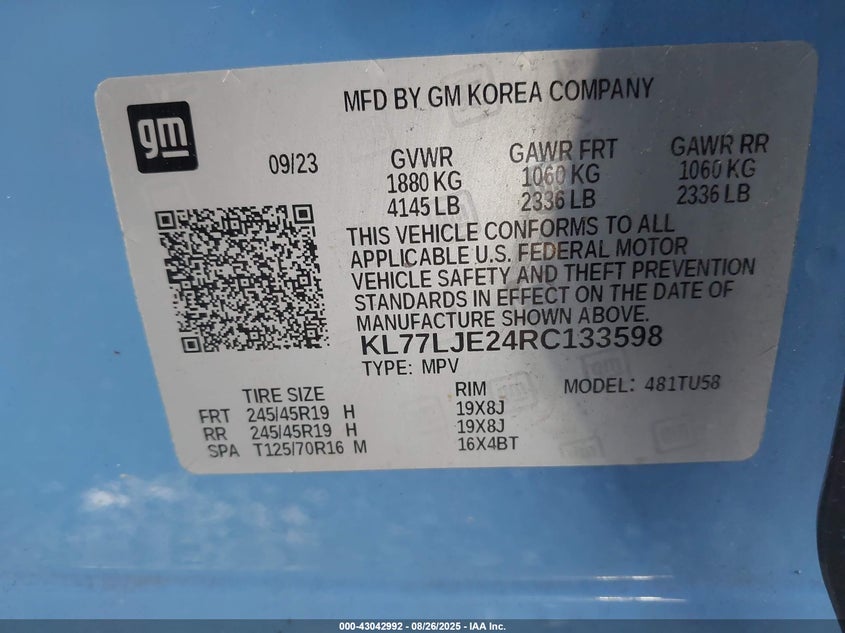 MFD BY GM KOREA COMPANY
gm
09/23
GVWR GAWR FRT GAWR RR
1880 KG 1060 KG 1060 KG
4145 LB 2336 LB 2336 LB
THIS VEHICLE CONFORMS TO ALL
APPLICABLE U.S. FEDERAL MOTOR
VEHICLE SAFETY AND THEFT PREVENTION
STANDARDS IN EFFECT ON THE DATE OF
MANUFACTURE SHOWN ABOVE.
KL77LJE24RC133598
TYPE: MPV MODEL: 481TU58
TIRE SIZE RIM
FRT 245/45R19 H 19X8J
RR 245/45R19 H 19X8J
SPA T125/70R16 M 16X4BT
000-43042992 - 08/26/2025 - IAA Inc.